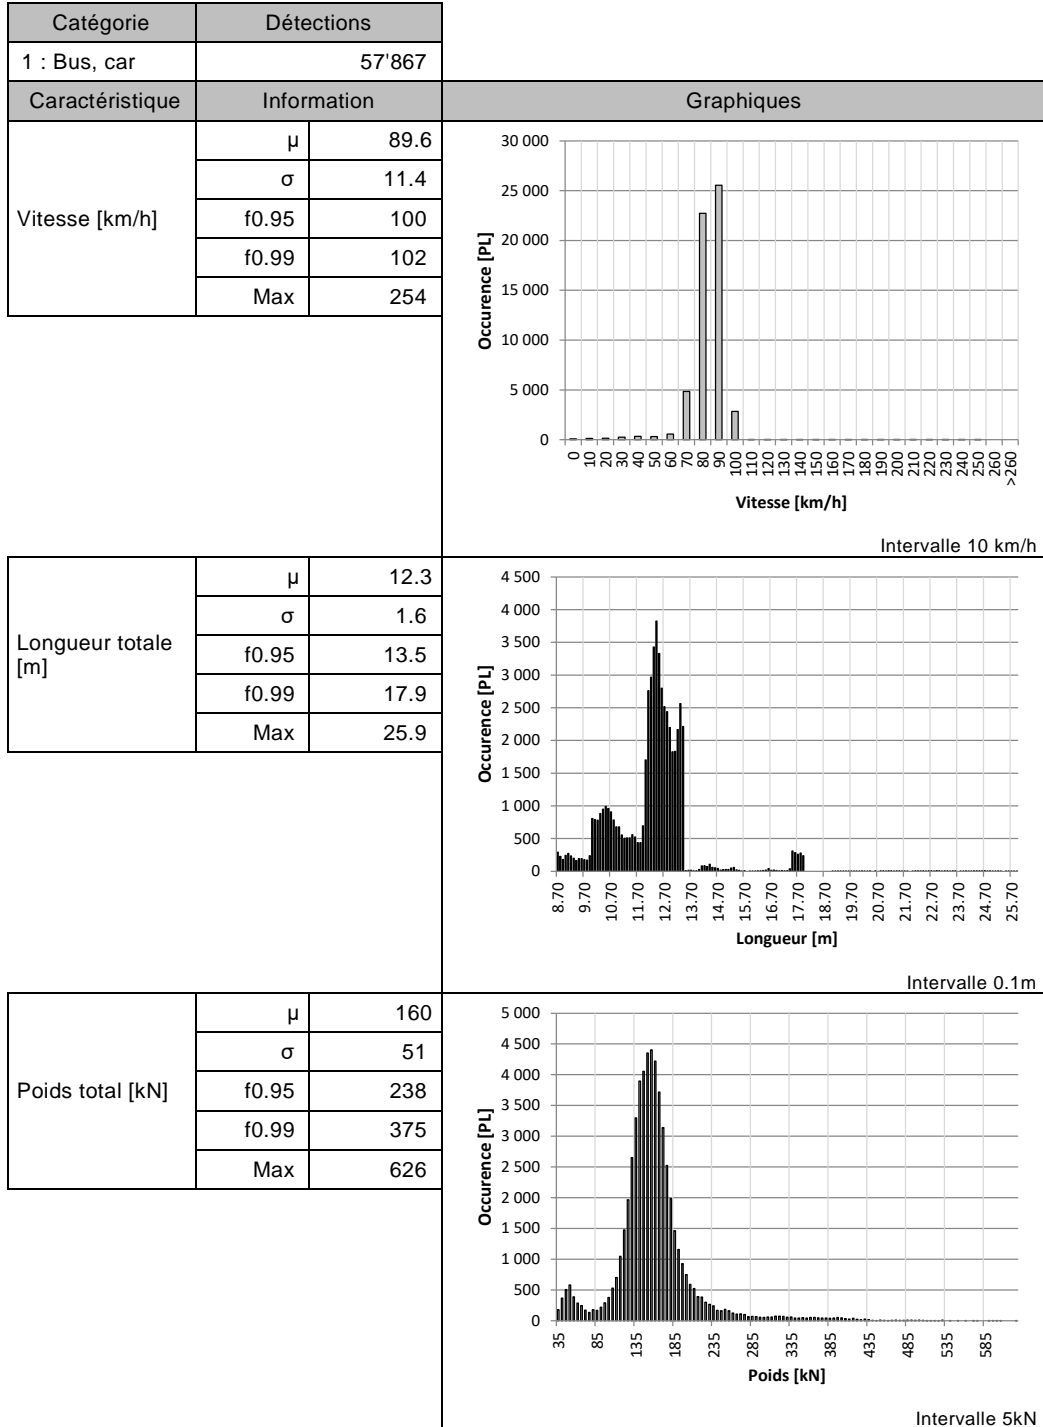 Catégorie Détections
1 : Bus, car 57'867
Caractéristique Information Graphiques
Vitesse [km/h]
μ 89.6
σ 11.4
f0.95 100
f0.99 102
Max 254
30 000
25 000
20 000
15 000
10 000
5 000
0
Occurence [PL]
0 10 20 30 40 50 60 70 80 90 100 110 120 130 140 150 160 170 180 190 200 210 220 230 240 250 260 >260
Vitesse [km/h]
Intervalle 10 km/h
Longueur totale
[m]
μ 12.3
σ 1.6
f0.95 13.5
f0.99 17.9
Max 25.9
4 500
4 000
3 500
3 000
2 500
2 000
1 500
1 000
500
0
Occurence [PL]
8.70 9.70 10.70 11.70 12.70 13.70 14.70 15.70 16.70 17.70 18.70 19.70 20.70 21.70 22.70 23.70 24.70 25.70
Longueur [m]
Intervalle 0.1m
Poids total [kN]
μ 160
σ 51
f0.95 238
f0.99 375
Max 626
5 000
4 500
4 000
3 500
3 000
2 500
2 000
1 500
1 000
500
0
Occurence [PL]
35 85 135 185 235 285 335 385 435 485 535 585
Poids [kN]
Intervalle 5kN